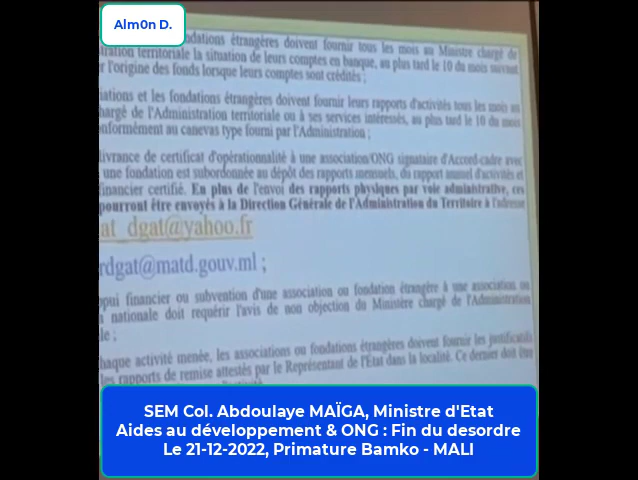 Alm0n D.
dations étrangères doivent fournir tous les mois au Ministre chargé de
tration territoriale la situation de leurs comptes en banque, au plus tard le 10 du mois suivant
r l'origine des fonds lorsque leurs comptes sont crédités ;
iations et les fondations étrangères doivent fournir leurs rapports d'activités tous les mois au
hargé de l'Administration territoriale ou à ses services intéressés, au plus tard le 10 du mois
onformément au canevas type fourni par l'Administration ;
livrance de certificat d'opérationnalité à une association/ONG signataire d'Accord-cadre avec
une fondation est subordonnée au dépôt des rapports mensuels, du rapport annuel d'activités et
financier certifié. En plus de l'envoi des rapports physiques par voie administrative, ces
pourront être envoyés à la Direction Générale de l'Administration du Territoire à l'adresse
at_dgat@yahoo.fr
rdgat@matd.gouv.ml ;
ppui financier ou subvention d'une association ou fondation étrangère à une association ou
nationale doit requérir l'avis de non objection du Ministère chargé de l'Administration
le ;
haque activité menée, les associations ou fondations étrangères doivent fournir les justificatifs
les rapports de remise attestés par le Représentant de l'Etat dans la localité. Ce dernier doit être
SEM Col. Abdoulaye MAÏGA, Ministre d'Etat
Aides au développement & ONG : Fin du desordre
Le 21-12-2022, Primature Bamko - MALI